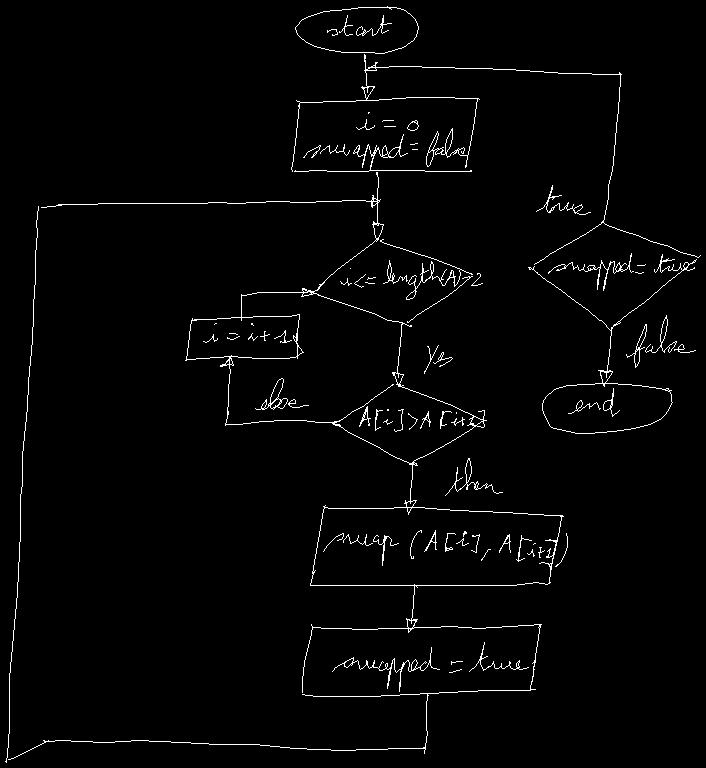 start
i = 0
swapped = false
true
swapped = true
i <= length(A)-2
i = i+1
yes
false
else
A[i]>A[i+1]
end
then
swap (A[i], A[i+1])
swapped = true